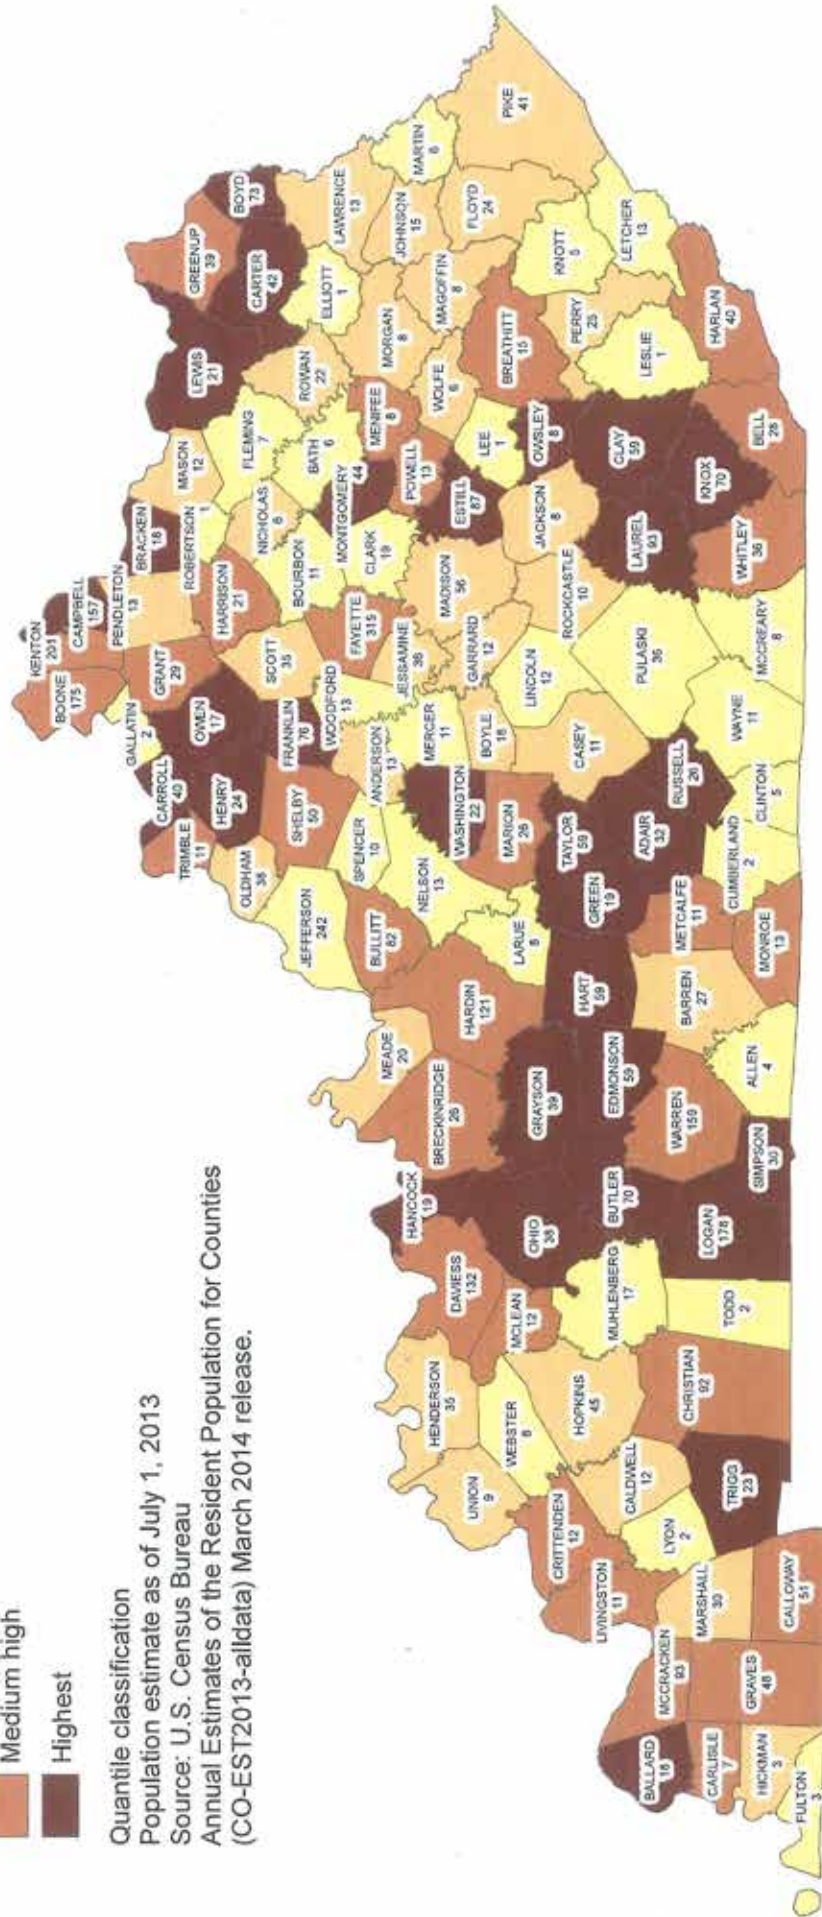 Medium high
Highest
Quantile classification
Population estimate as of July 1, 2013
Source: U.S. Census Bureau
Annual Estimates of the Resident Population for Counties
(CO-EST2013-alldata) March 2014 release.
KENTON
201
BOONE
175
CAMPBELL
157
PENDLETON
13
BRACKEN
18
GALLATIN
2
GRANT
29
ROBERTSON
1
MASON
12
LEWIS
21
GREENUP
39
BOYD
73
CARTER
42
CARROLL
40
OWEN
17
HARRISON
21
NICHOLAS
6
FLEMING
7
ROWAN
22
ELLIOTT
1
LAWRENCE
13
TRIMBLE
11
HENRY
24
FRANKLIN
76
SCOTT
35
BOURBON
11
BATH
6
MONTGOMERY
44
MENIFEE
8
MORGAN
8
JOHNSON
15
MARTIN
6
OLDHAM
38
SHELBY
50
WOODFORD
13
FAYETTE
315
CLARK
19
POWELL
13
WOLFE
6
MAGOFFIN
8
FLOYD
24
PIKE
41
JEFFERSON
242
SPENCER
10
ANDERSON
13
JESSAMINE
36
MADISON
56
ESTILL
87
LEE
1
BREATHITT
15
KNOTT
5
BULLITT
82
NELSON
13
WASHINGTON
22
MERCER
11
BOYLE
18
GARRARD
12
JACKSON
8
OWSLEY
8
PERRY
25
LETCHER
13
MEADE
29
HARDIN
121
LARUE
8
MARION
26
CASEY
11
LINCOLN
12
ROCKCASTLE
10
LAUREL
93
CLAY
59
LESLIE
1
HARLAN
40
HANCOCK
19
BRECKINRIDGE
26
GRAYSON
39
HART
59
GREEN
19
TAYLOR
59
ADAIR
32
RUSSELL
26
PULASKI
36
KNOX
70
BELL
28
WHITLEY
36
MCCREARY
8
WAYNE
11
CLINTON
5
CUMBERLAND
2
METCALFE
11
MONROE
13
BARREN
27
ALLEN
4
EDMONSON
59
WARREN
159
SIMPSON
30
BUTLER
70
LOGAN
178
OHIO
38
DAVIESS
132
MCLEAN
12
MUHLENBERG
17
TODD
2
HENDERSON
35
WEBSTER
8
HOPKINS
45
CHRISTIAN
92
UNION
9
CRITTENDEN
12
CALDWELL
12
TRIGG
23
LYON
2
LIVINGSTON
11
MARSHALL
30
CALLOWAY
51
MCCRACKEN
93
GRAVES
48
BALLARD
18
CARLISLE
7
HICKMAN
3
FULTON
3